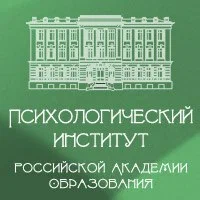 ПСИХОЛОГИЧЕСКИЙ
ИНСТИТУТ
РОССИЙСКОЙ АКАДЕМИИ
ОБРАЗОВАНИЯ